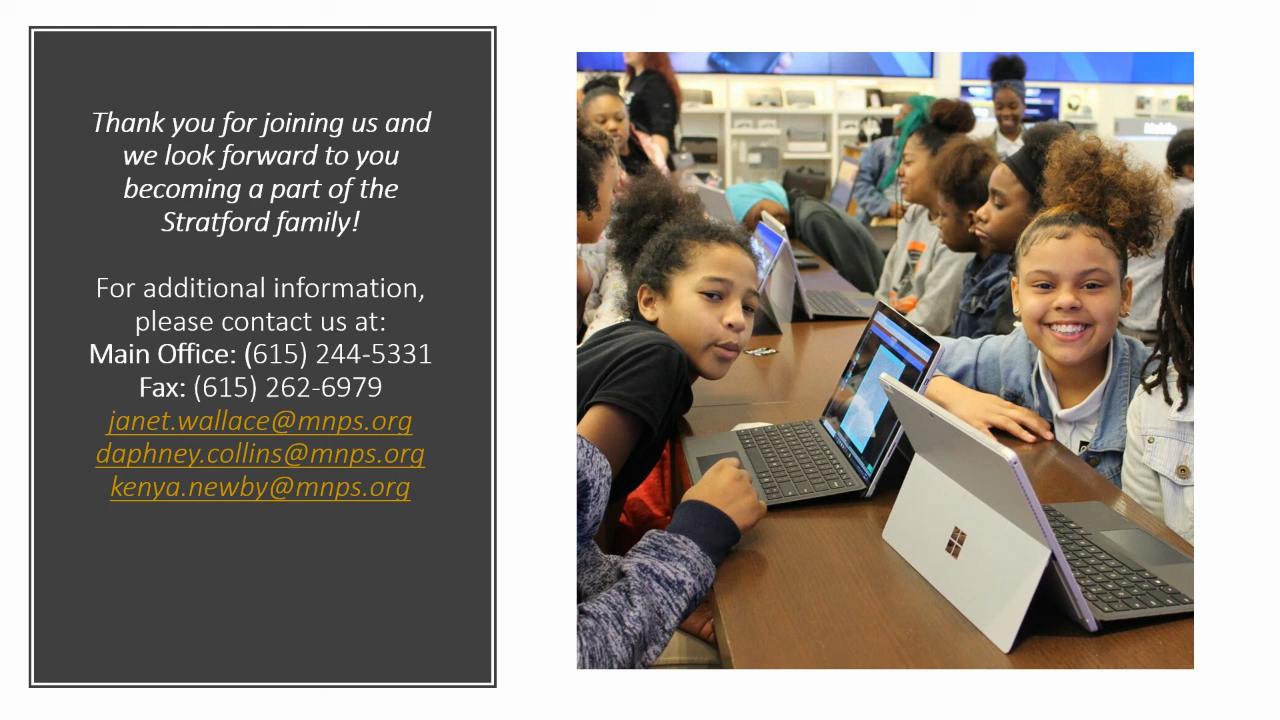 Thank you for joining us and
we look forward to you
becoming a part of the
Stratford family!
For additional information,
please contact us at:
Main Office: (615) 244-5331
Fax: (615) 262-6979
janet.wallace@mnps.org
daphney.collins@mnps.org
kenya.newby@mnps.org